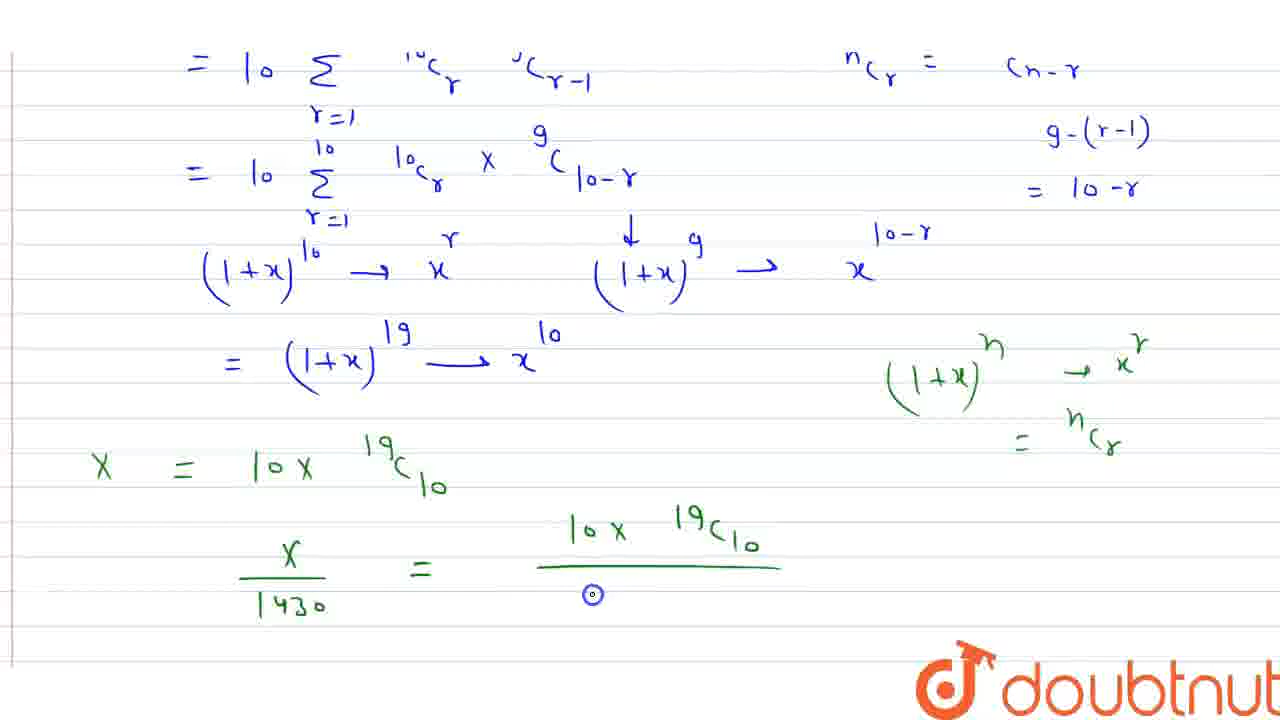 = 10 Σ r=1 ¹⁰Cᵣ Cᵣ₋₁
ⁿCᵣ = Cn-r
9-(r-1)
= 10 Σ r=1 10 ¹⁰Cᵣ × ⁹C₁₀₋ᵣ
= 10-r
(1+x)¹⁰ → xʳ ↓ (1+x)⁹ → x¹⁰⁻ʳ
= (1+x)¹⁹ → x¹⁰
(1+x)ⁿ → xʳ
= ⁿCᵣ
X = 10 × ¹⁹C₁₀
X/1430 = 10 × ¹⁹C₁₀
doubtnut